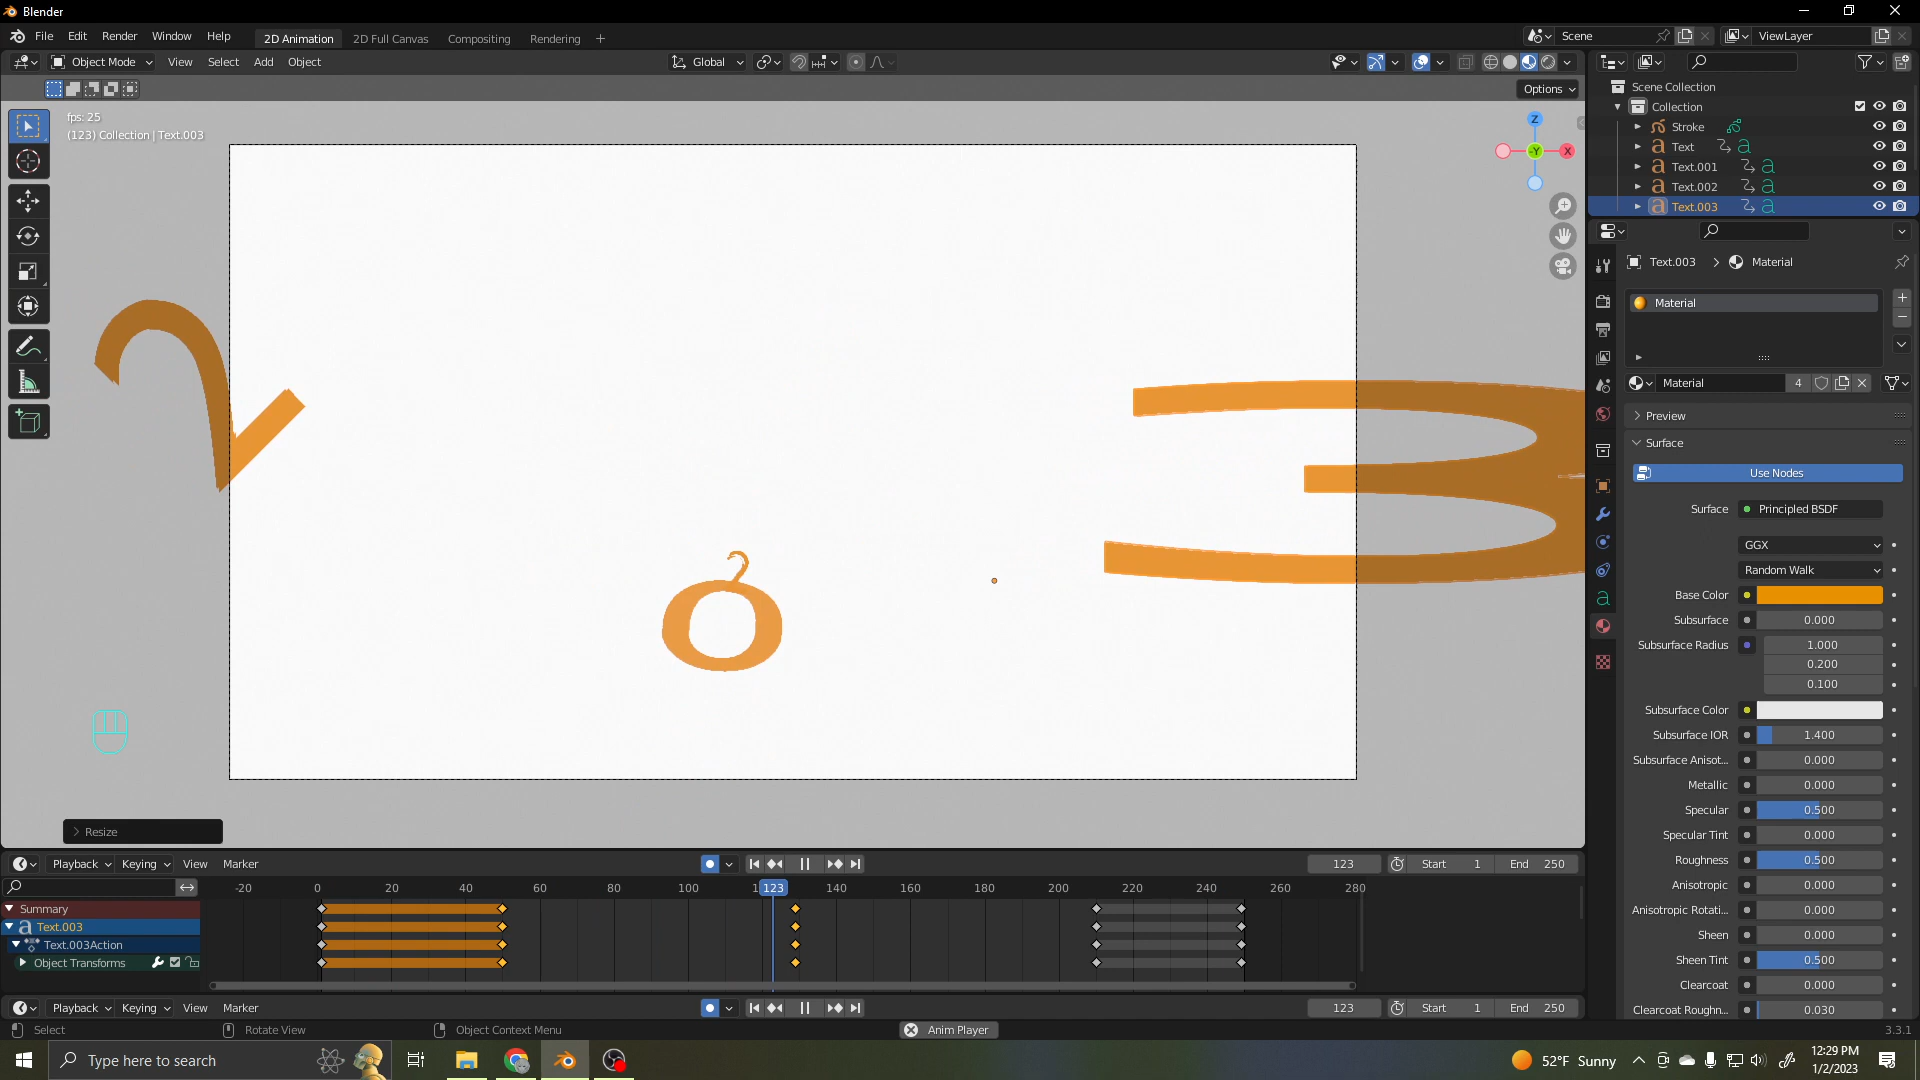 Blender
File Edit Render Window Help
2D Animation 2D Full Canvas Compositing Rendering +
Scene
ViewLayer
Object Mode View Select Add Object
Global
Options
fps: 25
(123) Collection | Text.003
Z
-Y
X
Scene Collection
Collection
Stroke
Text
Text.001
Text.002
Text.003
Text.003 > Material
Material
Material 4
Preview
Surface
Use Nodes
Surface Principled BSDF
GGX
Random Walk
Base Color
Subsurface 0.000
Subsurface Radius 1.000
0.200
0.100
Subsurface Color
Subsurface IOR 1.400
Subsurface Anisot... 0.000
Metallic 0.000
Specular 0.500
Specular Tint 0.000
Roughness 0.500
Anisotropic 0.000
Anisotropic Rotati... 0.000
Sheen 0.000
Sheen Tint 0.500
Clearcoat 0.000
Clearcoat Roughn... 0.030
2
0
2
3
> Resize
Playback Keying View Marker
123 Start 1 End 250
-20 0 20 40 60 80 100 123 140 160 180 200 220 240 260 280
Summary
Text.003
Text.003Action
Object Transforms
Playback Keying View Marker
123 Start 1 End 250
Select Rotate View Object Context Menu
Anim Player
3.3.1
Type here to search
52°F Sunny
12:29 PM
1/2/2023